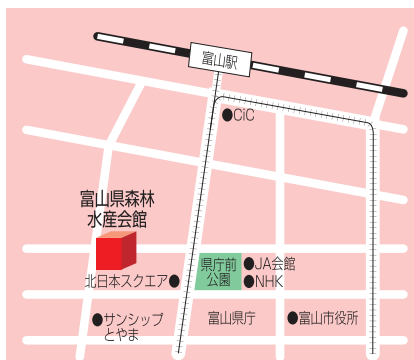 富山駅
CiC
富山県森林
水産会館
県庁前
公園
JA会館
NHK
北日本スクエア
サンシップ
とやま
富山県庁
富山市役所